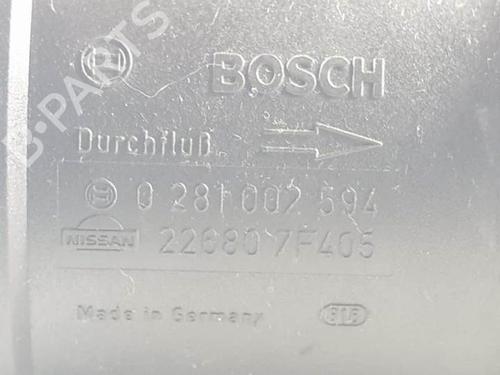 BOSCH
Durchfluß
0 281 002 594
NISSAN 22680 7F405
Made in Germany
B-PARTS